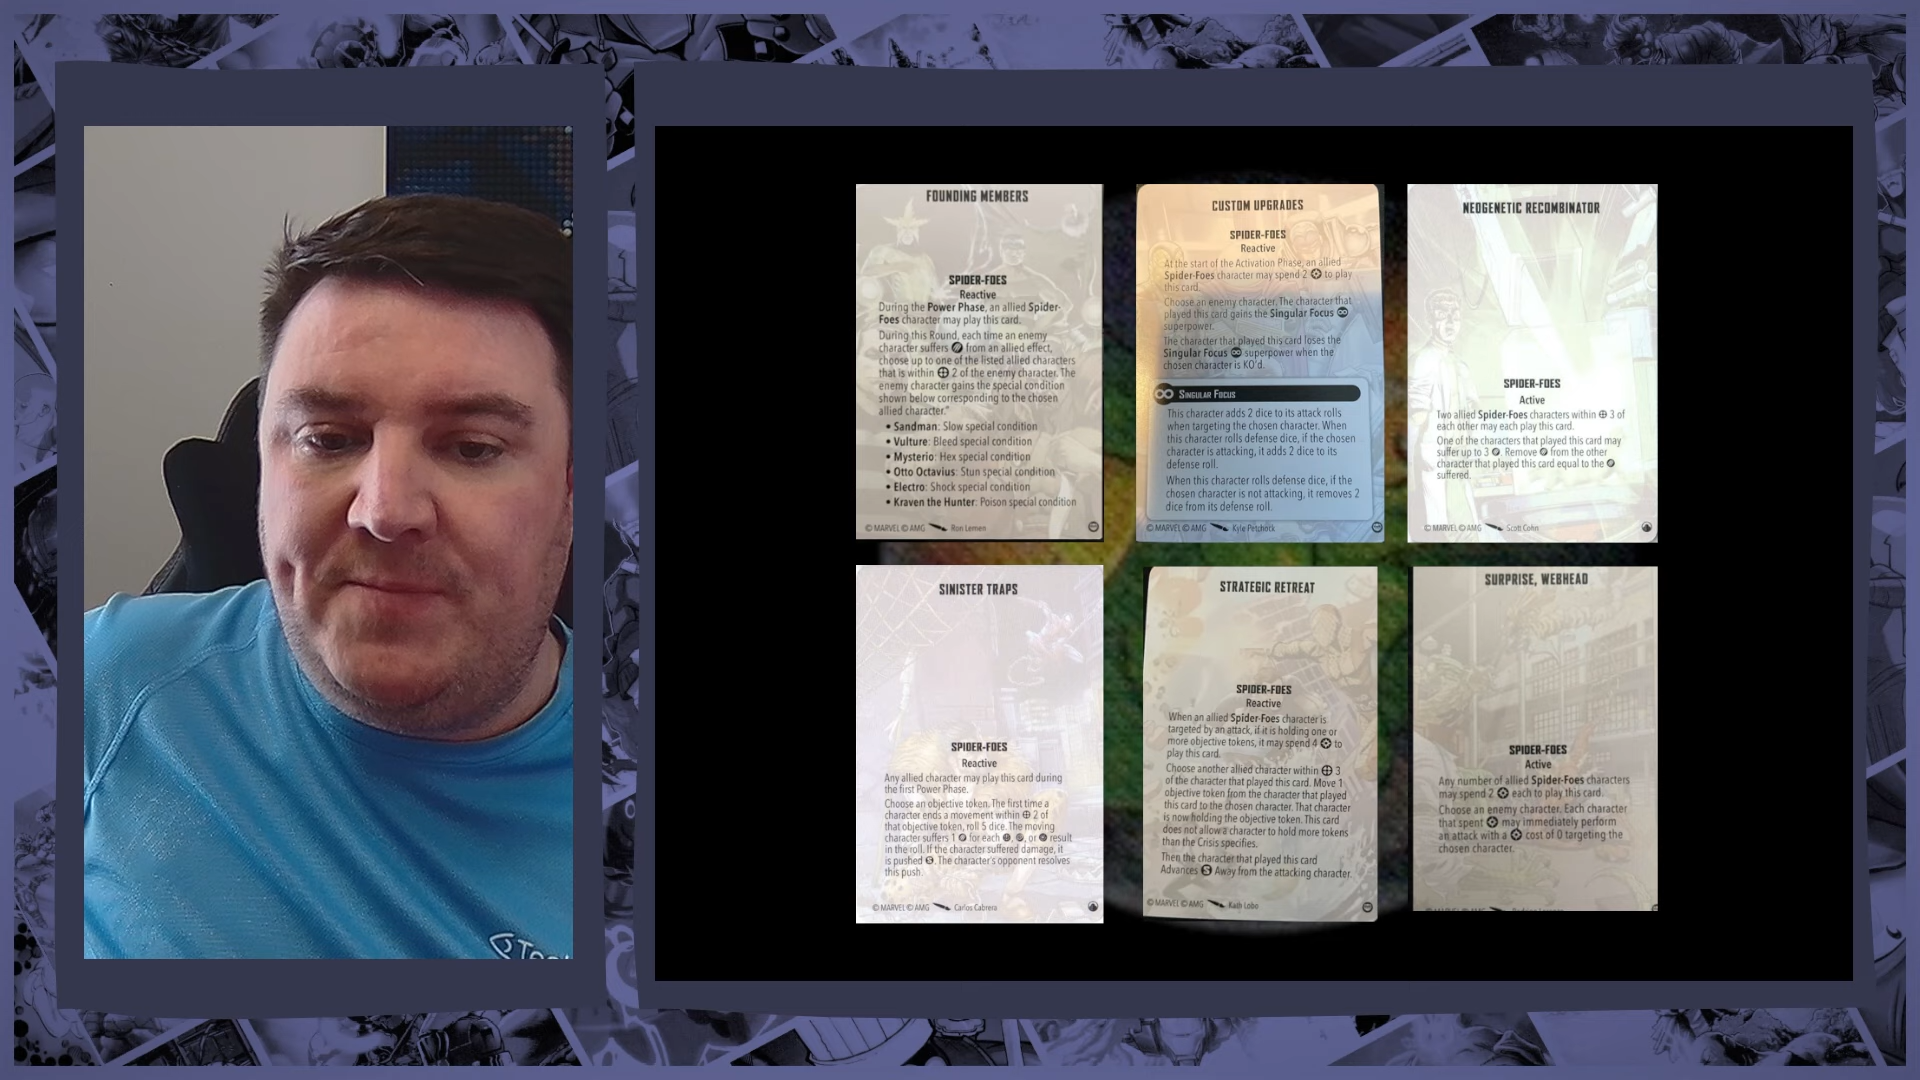 FOUNDING MEMBERS
SPIDER-FOES
Reactive
During the Power Phase, an allied Spider-
Foes character may play this card.
During this Round, each time an enemy
character suffers from an allied effect,
choose up to one of the listed allied characters
that is within 2 of the enemy character. The
enemy character gains the special condition
shown below corresponding to the chosen
allied character."
• Sandman: Slow special condition
• Vulture: Bleed special condition
• Mysterio: Hex special condition
• Otto Octavius: Stun special condition
• Electro: Shock special condition
• Kraven the Hunter: Poison special condition
© MARVEL © AMG Ron Lemen
CUSTOM UPGRADES
SPIDER-FOES
Reactive
At the start of the Activation Phase, an allied
Spider-Foes character may spend 2 to play
this card.
Choose an enemy character. The character that
played this card gains the Singular Focus
superpower.
The character that played this card loses the
Singular Focus superpower when the
chosen character is KO'd.
SINGULAR FOCUS
This character adds 2 dice to its attack rolls
when targeting the chosen character. When
this character rolls defense dice, if the chosen
character is attacking, it adds 2 dice to its
defense roll.
When this character rolls defense dice, if the
chosen character is not attacking, it removes 2
dice from its defense roll.
© MARVEL © AMG Kyle Petchock
NEOGENETIC RECOMBINATOR
SPIDER-FOES
Active
Two allied Spider-Foes characters within 3 of
each other may each play this card.
One of the characters that played this card may
suffer up to 3 . Remove from the other
character that played this card equal to the
suffered.
© MARVEL © AMG Scott Cohn
SINISTER TRAPS
SPIDER-FOES
Reactive
Any allied character may play this card during
the first Power Phase.
Choose an objective token. The first time a
character ends a movement within 2 of
that objective token, roll 5 dice. The moving
character suffers 1 for each , , or result
in the roll. If the character suffered damage, it
is pushed S. The character's opponent resolves
this push.
© MARVEL © AMG Carlos Cabrera
STRATEGIC RETREAT
SPIDER-FOES
Reactive
When an allied Spider-Foes character is
targeted by an attack, if it is holding one or
more objective tokens, it may spend 4 to
play this card.
Choose another allied character within 3
of the character that played this card. Move 1
objective token from the character that played
this card to the chosen character. That character
is now holding the objective token. This card
does not allow a character to hold more tokens
than the Crisis specifies.
Then the character that played this card
Advances S Away from the attacking character.
© MARVEL © AMG Kaih Lobo
SURPRISE, WEBHEAD
SPIDER-FOES
Active
Any number of allied Spider-Foes characters
may spend 2 each to play this card.
Choose an enemy character. Each character
that spent may immediately perform
an attack with a cost of 0 targeting the
chosen character.